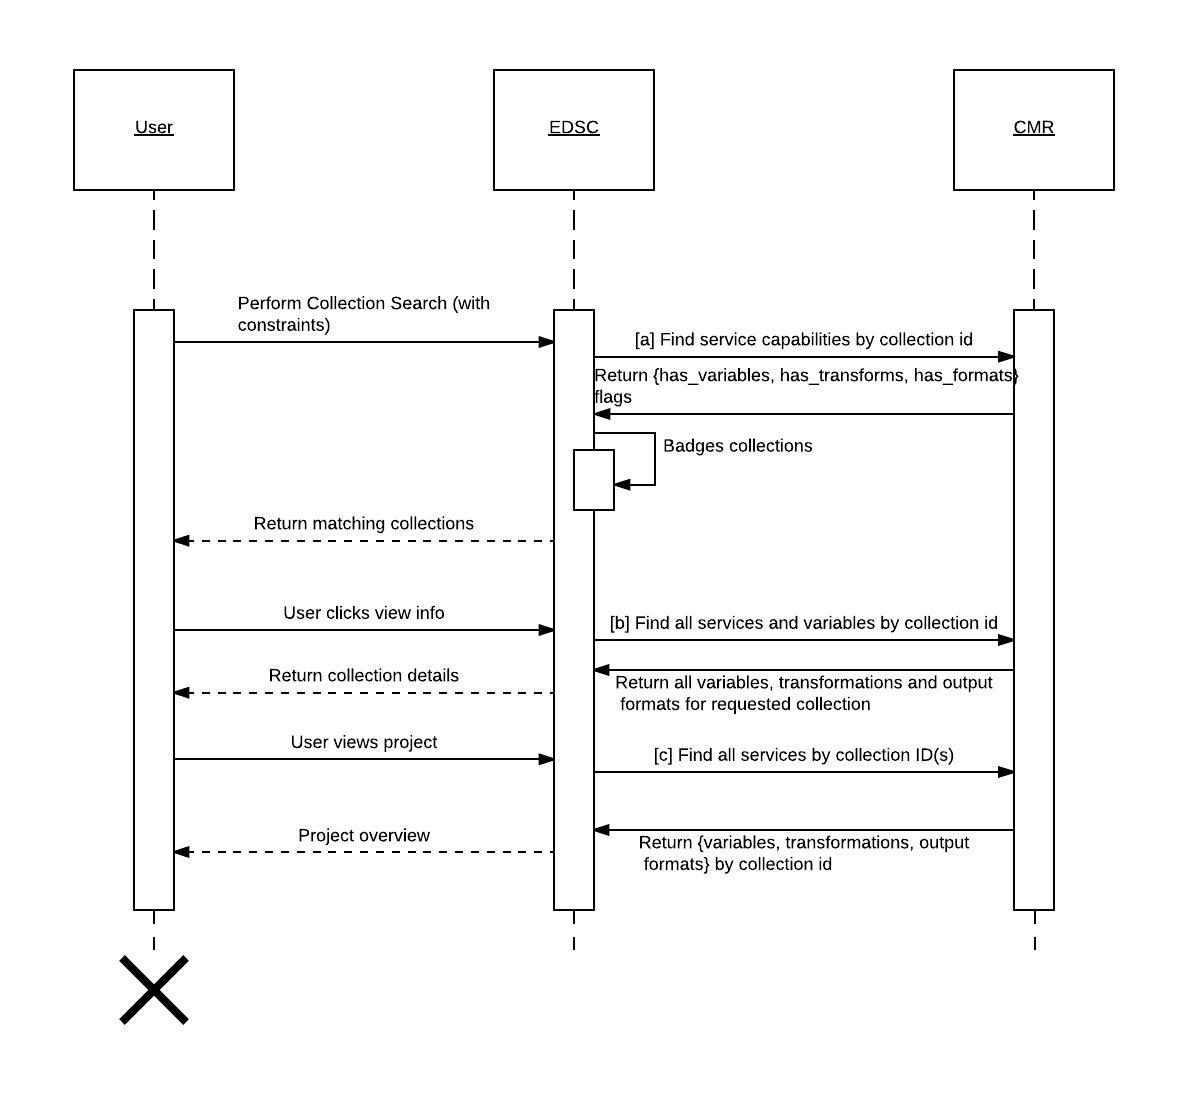 User
EDSC
CMR
Perform Collection Search (with
constraints)
[a] Find service capabilities by collection id
Return {has_variables, has_transforms, has_formats}
flags
Badges collections
Return matching collections
User clicks view info
[b] Find all services and variables by collection id
Return collection details
Return all variables, transformations and output
formats for requested collection
User views project
[c] Find all services by collection ID(s)
Project overview
Return {variables, transformations, output
formats} by collection id